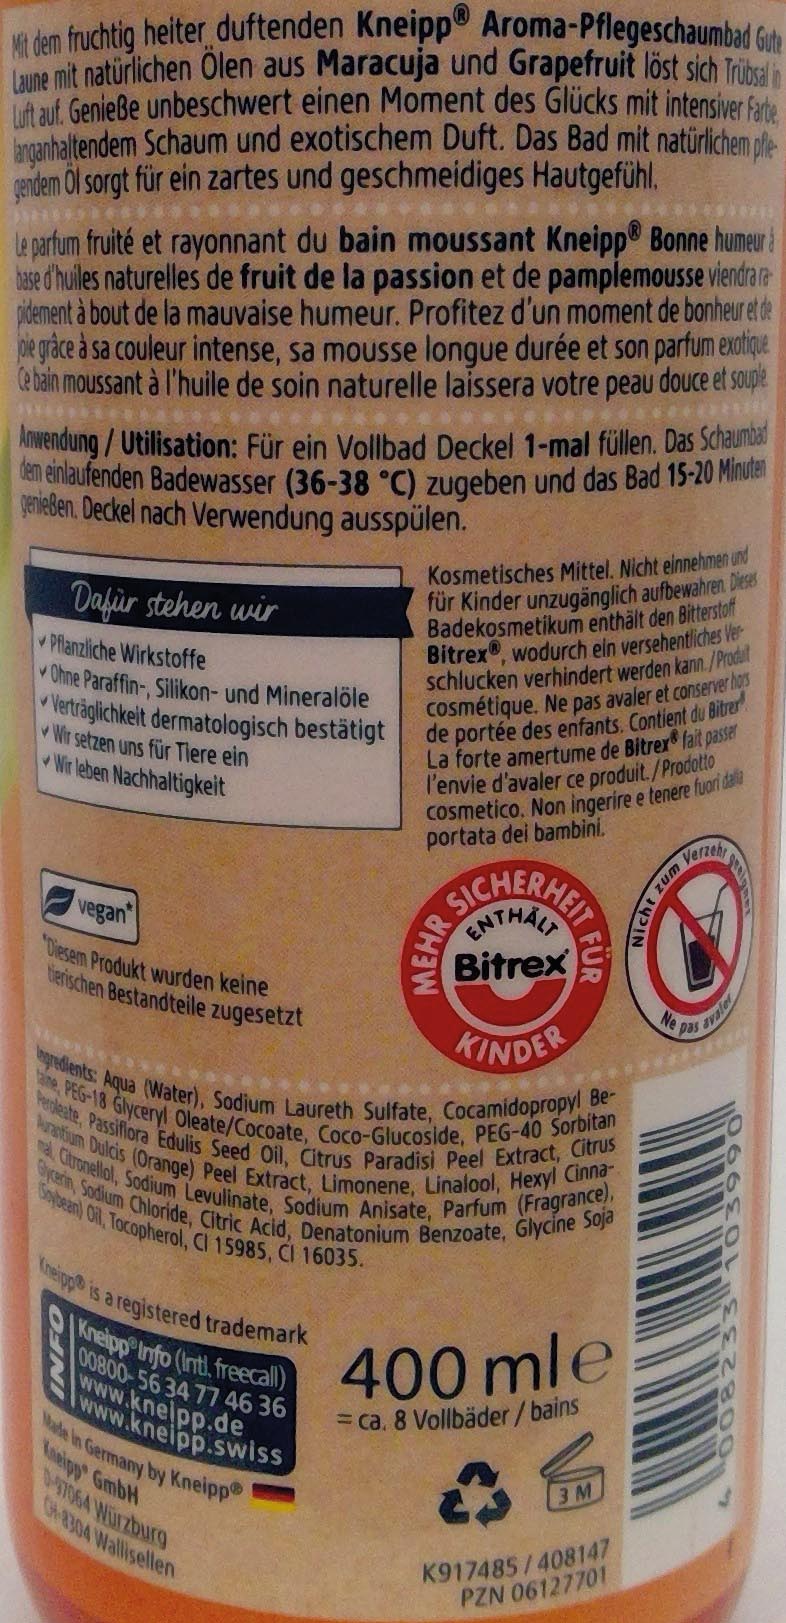 Mit dem fruchtig heiter duftenden Kneipp® Aroma-Pflegeschaumbad Gute
Laune mit natürlichen Ölen aus Maracuja und Grapefruit löst sich Trübsal in
Luft auf. Genieße unbeschwert einen Moment des Glücks mit intensiver Farbe,
langanhaltendem Schaum und exotischem Duft. Das Bad mit natürlichem pfle-
gendem Öl sorgt für ein zartes und geschmeidiges Hautgefühl.
Le parfum fruité et rayonnant du bain moussant Kneipp® Bonne humeur à
base d'huiles naturelles de fruit de la passion et de pamplemousse viendra ra-
pidement à bout de la mauvaise humeur. Profitez d'un moment de bonheur et de
joie grâce à sa couleur intense, sa mousse longue durée et son parfum exotique.
Ce bain moussant à l'huile de soin naturelle laissera votre peau douce et souple.
Anwendung / Utilisation: Für ein Vollbad Deckel 1-mal füllen. Das Schaumbad
dem einlaufenden Badewasser (36-38 °C) zugeben und das Bad 15-20 Minuten
genießen. Deckel nach Verwendung ausspülen.
Dafür stehen wir
✓ Pflanzliche Wirkstoffe
✓ Ohne Paraffin-, Silikon- und Mineralöle
✓ Verträglichkeit dermatologisch bestätigt
✓ Wir setzen uns für Tiere ein
✓ Wir leben Nachhaltigkeit
Kosmetisches Mittel. Nicht einnehmen und
für Kinder unzugänglich aufbewahren. Dieses
Badekosmetikum enthält den Bitterstoff
Bitrex®, wodurch ein versehentliches Ver-
schlucken verhindert werden kann. / Produit
cosmétique. Ne pas avaler et conserver hors
de portée des enfants. Contient du Bitrex®.
La forte amertume de Bitrex® fait passer
l'envie d'avaler ce produit. / Prodotto
cosmetico. Non ingerire e tenere fuori dalla
portata dei bambini.
vegan*
*Diesem Produkt wurden keine
tierischen Bestandteile zugesetzt
MEHR SICHERHEIT FÜR
ENTHÄLT
Bitrex®
KINDER
Nicht zum Verzehr geeignet
Ne pas avaler
Ingredients: Aqua (Water), Sodium Laureth Sulfate, Cocamidopropyl Be-
taine, PEG-18 Glyceryl Oleate/Cocoate, Coco-Glucoside, PEG-40 Sorbitan
Peroleate, Passiflora Edulis Seed Oil, Citrus Paradisi Peel Extract, Citrus
Aurantium Dulcis (Orange) Peel Extract, Limonene, Linalool, Hexyl Cinna-
mal, Citronellol, Sodium Levulinate, Sodium Anisate, Parfum (Fragrance),
Glycerin, Sodium Chloride, Citric Acid, Denatonium Benzoate, Glycine Soja
(Soybean) Oil, Tocopherol, CI 15985, CI 16035.
Kneipp® is a registered trademark
INFO
Kneipp® Info (Intl. freecall)
00800- 56 34 77 46 36
www.kneipp.de
www.kneipp.swiss
Made in Germany by Kneipp®
Kneipp® GmbH
D-97064 Würzburg
CH-8304 Wallisellen
400 ml e
= ca. 8 Vollbäder / bains
3 M
K917485 / 408147
PZN 06127701
4 008233 103990